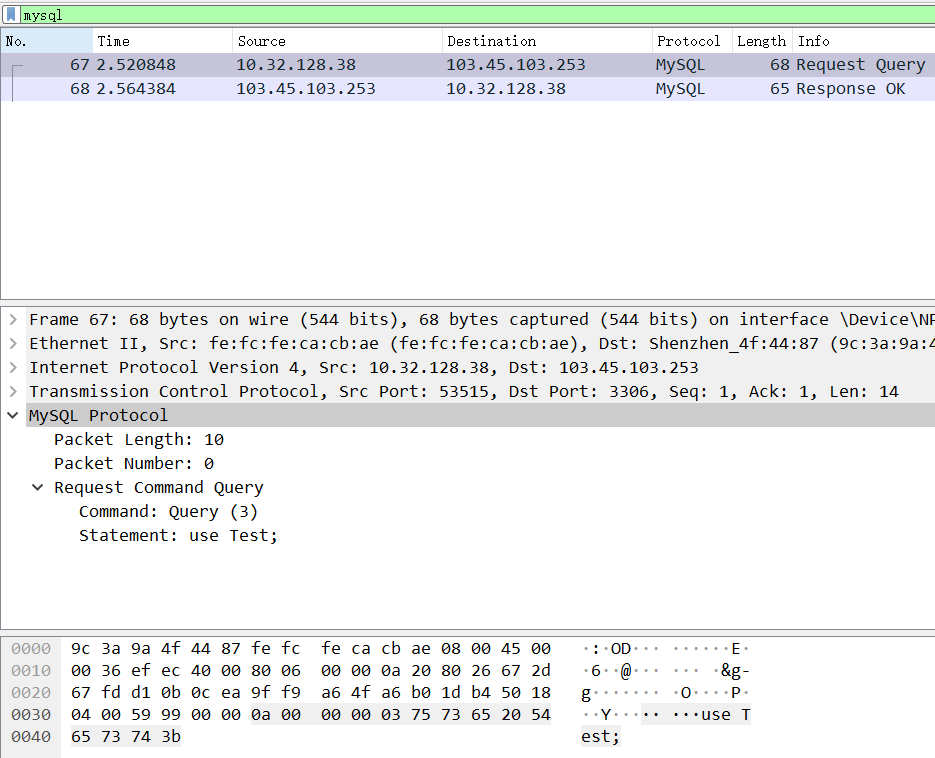 mysql
No. Time Source Destination Protocol Length Info
67 2.520848 10.32.128.38 103.45.103.253 MySQL 68 Request Query
68 2.564384 103.45.103.253 10.32.128.38 MySQL 65 Response OK
Frame 67: 68 bytes on wire (544 bits), 68 bytes captured (544 bits) on interface \Device\NP
Ethernet II, Src: fe:fc:fe:ca:cb:ae (fe:fc:fe:ca:cb:ae), Dst: Shenzhen_4f:44:87 (9c:3a:9a:4
Internet Protocol Version 4, Src: 10.32.128.38, Dst: 103.45.103.253
Transmission Control Protocol, Src Port: 53515, Dst Port: 3306, Seq: 1, Ack: 1, Len: 14
MySQL Protocol
Packet Length: 10
Packet Number: 0
Request Command Query
Command: Query (3)
Statement: use Test;
0000 9c 3a 9a 4f 44 87 fe fc fe ca cb ae 08 00 45 00 ·:·OD··· ······E·
0010 00 36 ef ec 40 00 80 06 00 00 0a 20 80 26 67 2d ·6··@··· ··· ·&g-
0020 67 fd d1 0b 0c ea 9f f9 a6 4f a6 b0 1d b4 50 18 g······· ·O····P·
0030 04 00 59 99 00 00 0a 00 00 00 03 75 73 65 20 54 ··Y····· ···use T
0040 65 73 74 3b est;